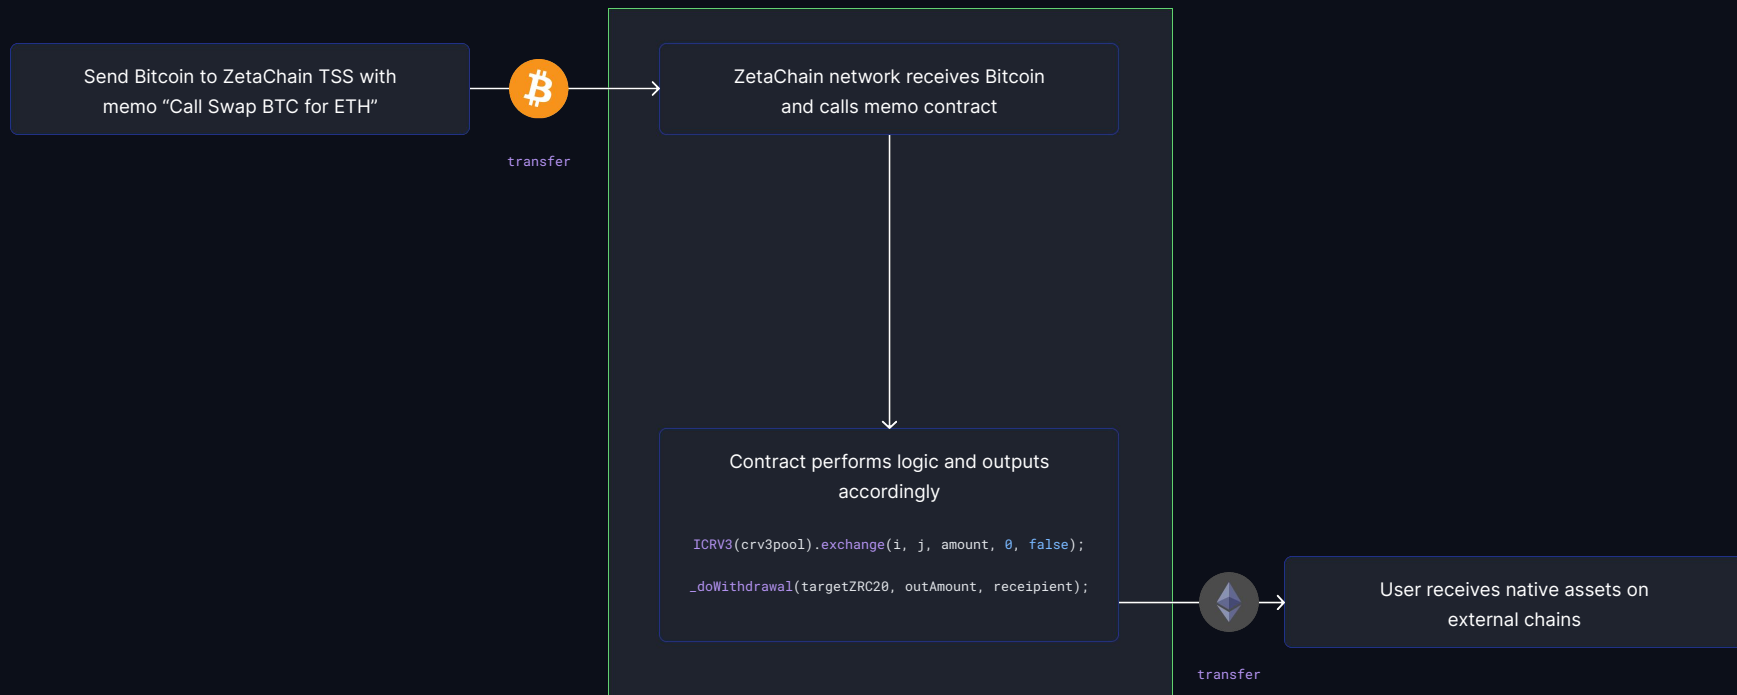 Send Bitcoin to ZetaChain TSS with
memo “Call Swap BTC for ETH”
transfer
ZetaChain network receives Bitcoin
and calls memo contract
Contract performs logic and outputs
accordingly
ICRV3(crv3pool).exchange(i, j, amount, 0, false);
_doWithdrawal(targetZRC20, outAmount, receipient);
transfer
User receives native assets on
external chains